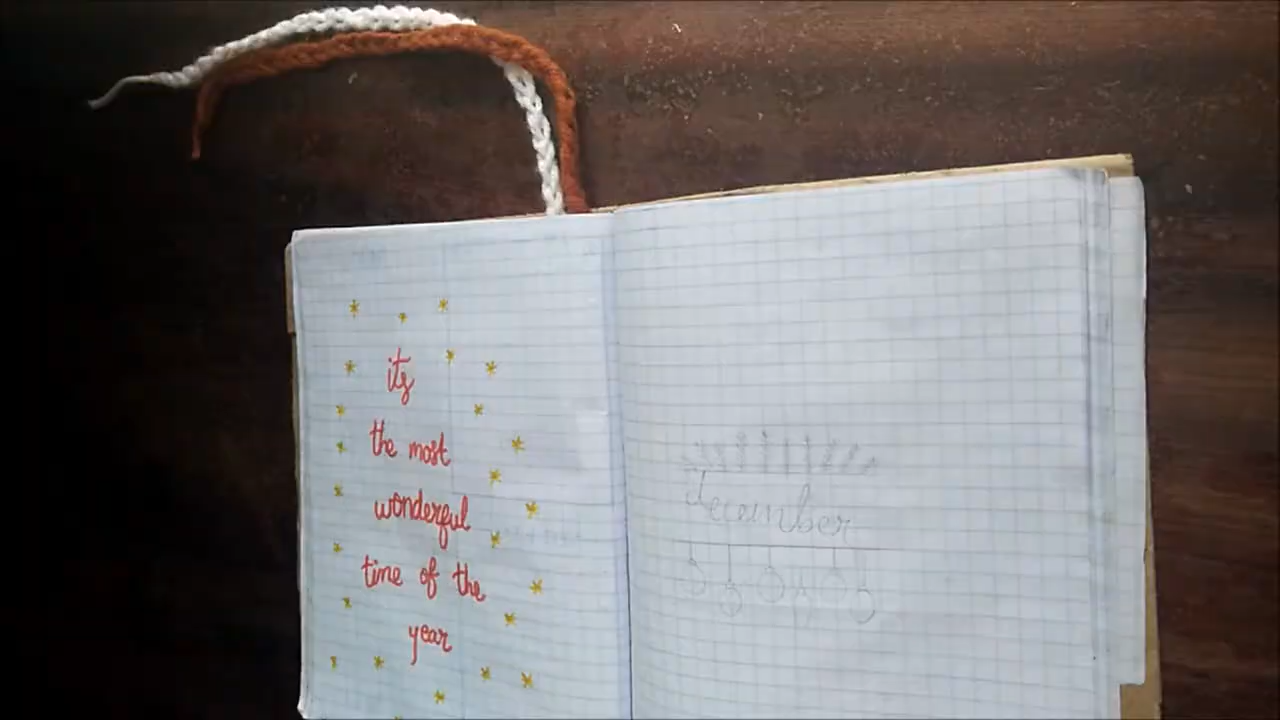 its
the most
wonderful
time of the
year
december